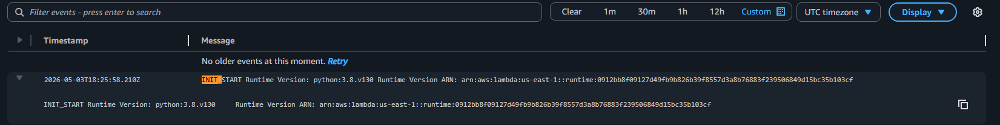 Filter events - press enter to search Clear 1m 30m 1h 12h Custom UTC timezone Display
Timestamp Message
No older events at this moment. Retry
2026-05-03T18:25:58.210Z INIT_START Runtime Version: python:3.8.v130 Runtime Version ARN: arn:aws:lambda:us-east-1::runtime:0912bb8f09127d49fb9b826b39f8557d3a8b76883f239506849d15bc35b103cf
INIT_START Runtime Version: python:3.8.v130 Runtime Version ARN: arn:aws:lambda:us-east-1::runtime:0912bb8f09127d49fb9b826b39f8557d3a8b76883f239506849d15bc35b103cf